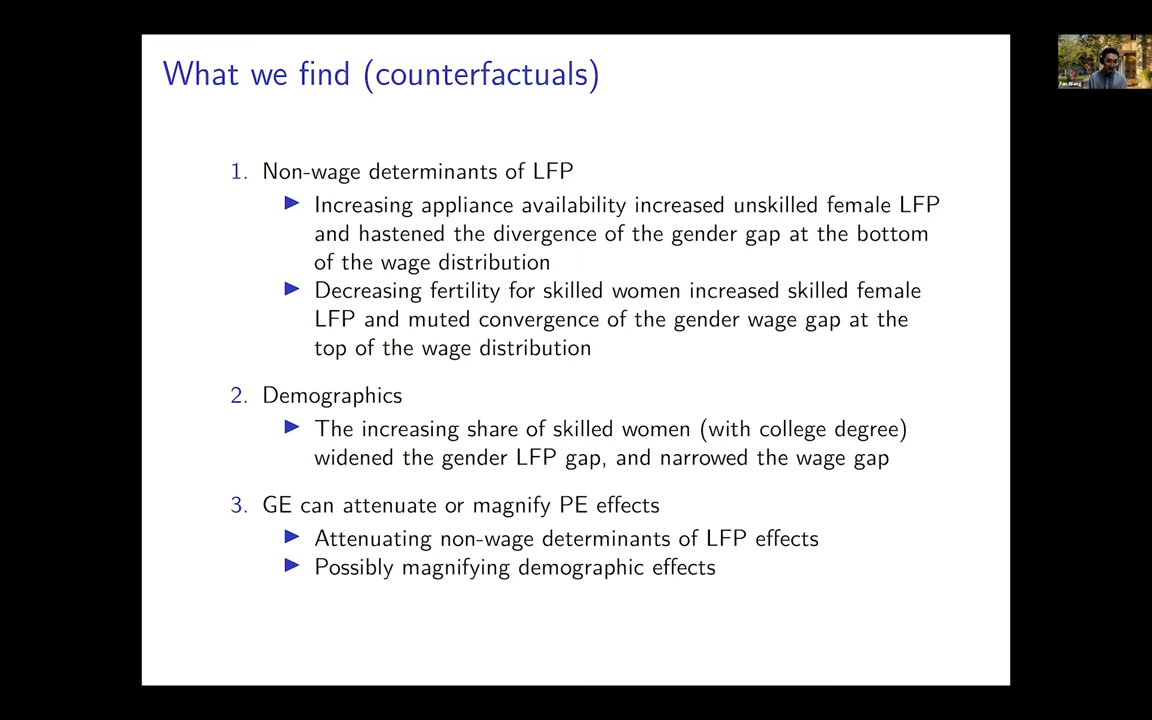 What we find (counterfactuals)
1. Non-wage determinants of LFP
▶ Increasing appliance availability increased unskilled female LFP
and hastened the divergence of the gender gap at the bottom
of the wage distribution
▶ Decreasing fertility for skilled women increased skilled female
LFP and muted convergence of the gender wage gap at the
top of the wage distribution
2. Demographics
▶ The increasing share of skilled women (with college degree)
widened the gender LFP gap, and narrowed the wage gap
3. GE can attenuate or magnify PE effects
▶ Attenuating non-wage determinants of LFP effects
▶ Possibly magnifying demographic effects
Fan Wang